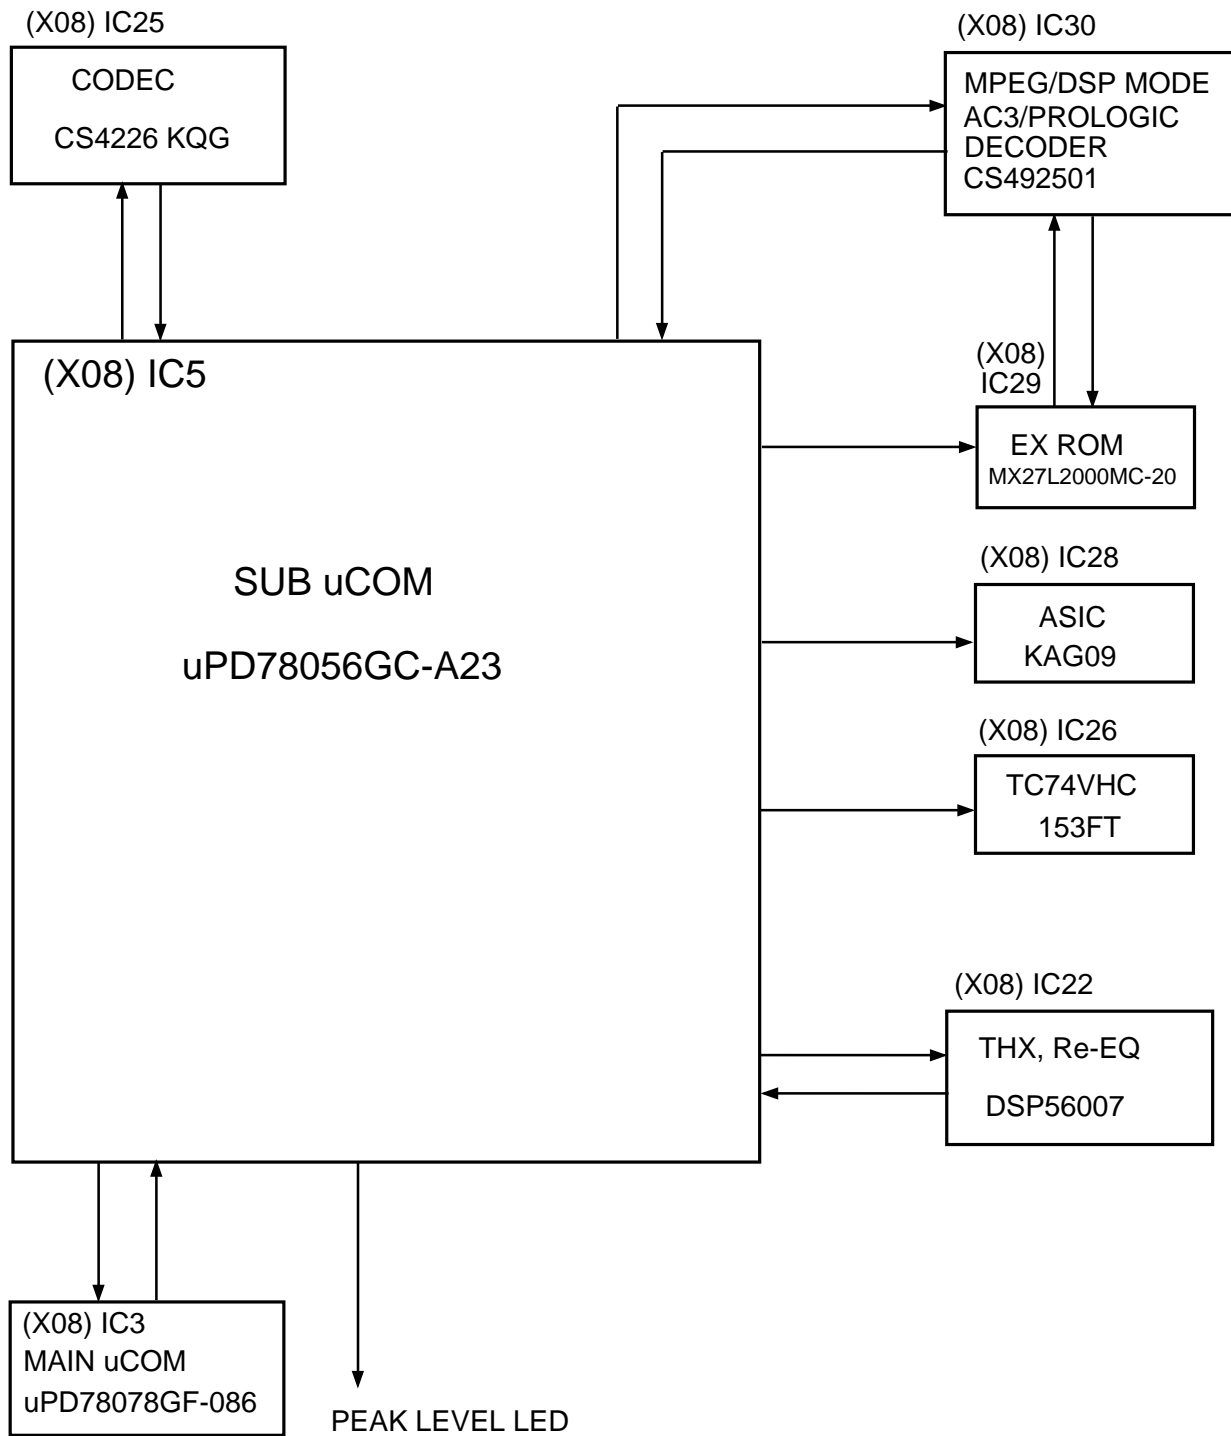 (X08) IC25
CODEC
CS4226 KQG
(X08) IC30
MPEG/DSP MODE
AC3/PROLOGIC
DECODER
CS492501
(X08) IC5
SUB uCOM
uPD78056GC-A23
(X08)
IC29
EX ROM
MX27L2000MC-20
(X08) IC28
ASIC
KAG09
(X08) IC26
TC74VHC
153FT
(X08) IC22
THX, Re-EQ
DSP56007
(X08) IC3
MAIN uCOM
uPD78078GF-086
PEAK LEVEL LED